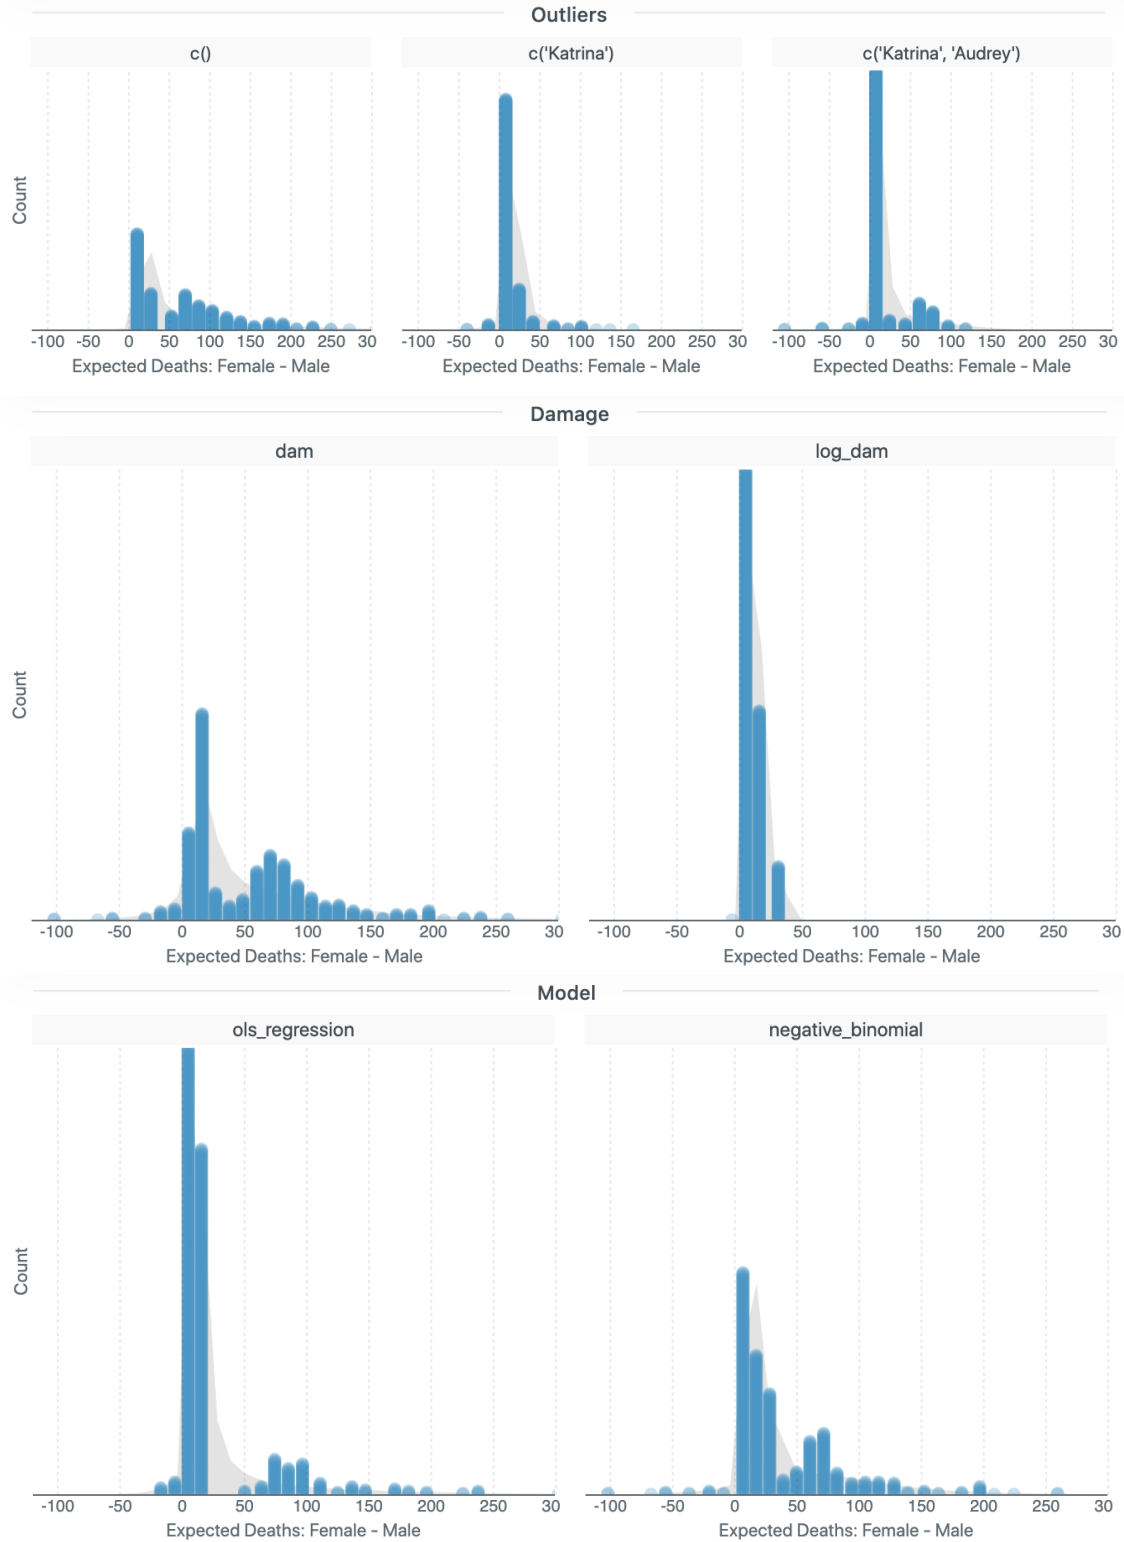 Outliers
c() c('Katrina') c('Katrina', 'Audrey')
Count
-100 -50 0 50 100 150 200 250 30 -100 -50 0 50 100 150 200 250 30 -100 -50 0 50 100 150 200 250 30
Expected Deaths: Female - Male Expected Deaths: Female - Male Expected Deaths: Female - Male
Damage
dam log_dam
Count
-100 -50 0 50 100 150 200 250 30 -100 -50 0 50 100 150 200 250 30
Expected Deaths: Female - Male Expected Deaths: Female - Male
Model
ols_regression negative_binomial
Count
-100 -50 0 50 100 150 200 250 30 -100 -50 0 50 100 150 200 250 30
Expected Deaths: Female - Male Expected Deaths: Female - Male